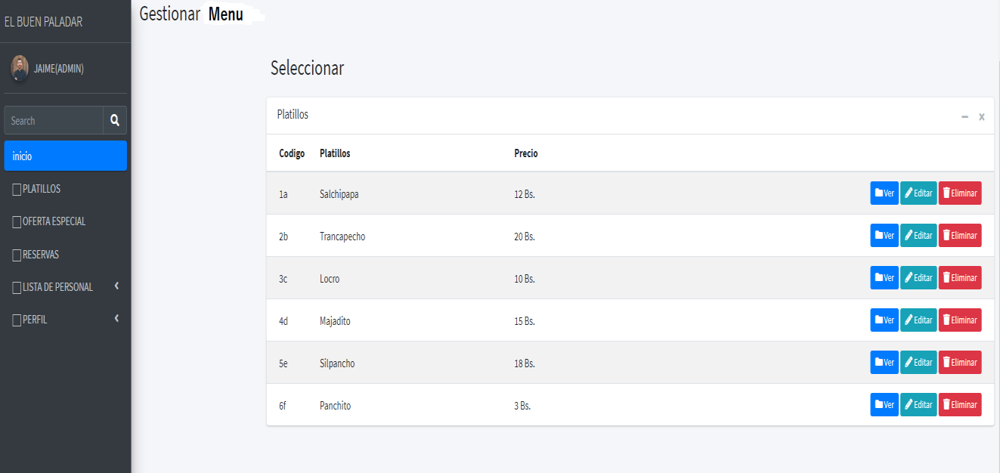 EL BUEN PALADAR
JAIME(ADMIN)
Search
inicio
PLATILLOS
OFERTA ESPECIAL
RESERVAS
LISTA DE PERSONAL
PERFIL
Gestionar Menu
Seleccionar
Platillos
Codigo Platillos Precio
1a Salchipapa 12 Bs. Ver Editar Eliminar
2b Trancapecho 20 Bs. Ver Editar Eliminar
3c Locro 10 Bs. Ver Editar Eliminar
4d Majadito 15 Bs. Ver Editar Eliminar
5e Silpancho 18 Bs. Ver Editar Eliminar
6f Panchito 3 Bs. Ver Editar Eliminar